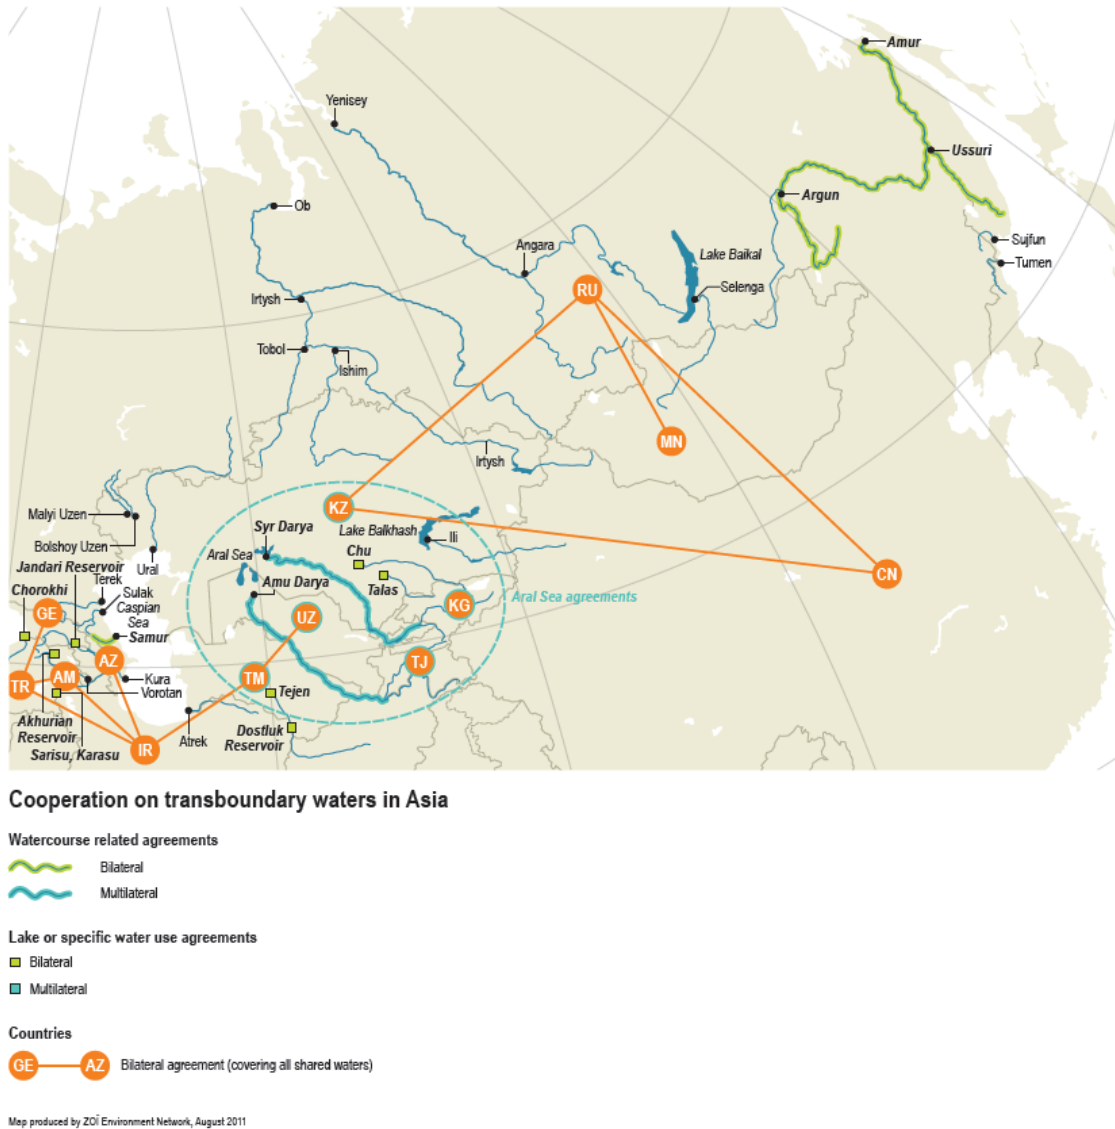 Amur
Yenisey
Ussuri
Argun
Ob
Sujfun
Angara
Lake Baikal
Tumen
Selenga
RU
Irtysh
Tobol
Ishim
MN
Irtysh
KZ
Malyi Uzen
Syr Darya
Lake Balkhash
Ili
Bolshoy Uzen
Chu
Aral Sea
Jandari Reservoir
Ural
CN
Terek
Amu Darya
Talas
Chorokhi
Sulak
Aral Sea agreements
GE
Caspian
Sea
KG
UZ
Samur
AZ
TJ
TR
AM
Kura
TM
Vorotan
Tejen
Akhurian
Reservoir
Dostluk
Reservoir
Atrek
Sarisu, Karasu
IR
Cooperation on transboundary waters in Asia
Watercourse related agreements
Bilateral
Multilateral
Lake or specific water use agreements
Bilateral
Multilateral
Countries
GE AZ Bilateral agreement (covering all shared waters)
Map produced by ZOÏ Environment Network, August 2011